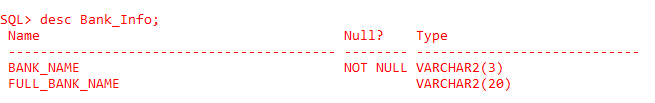 SQL> desc Bank_Info;
Name Null? Type
----------------------------------------- -------- ----------------------------
BANK_NAME NOT NULL VARCHAR2(3)
FULL_BANK_NAME VARCHAR2(20)